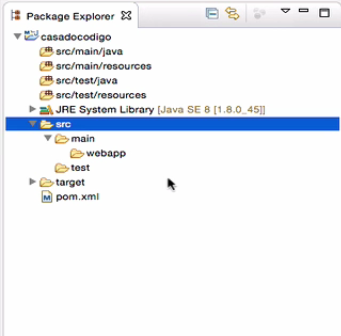 Package Explorer
casadocodigo
src/main/java
src/main/resources
src/test/java
src/test/resources
JRE System Library [Java SE 8 [1.8.0_45]]
src
main
webapp
test
target
pom.xml